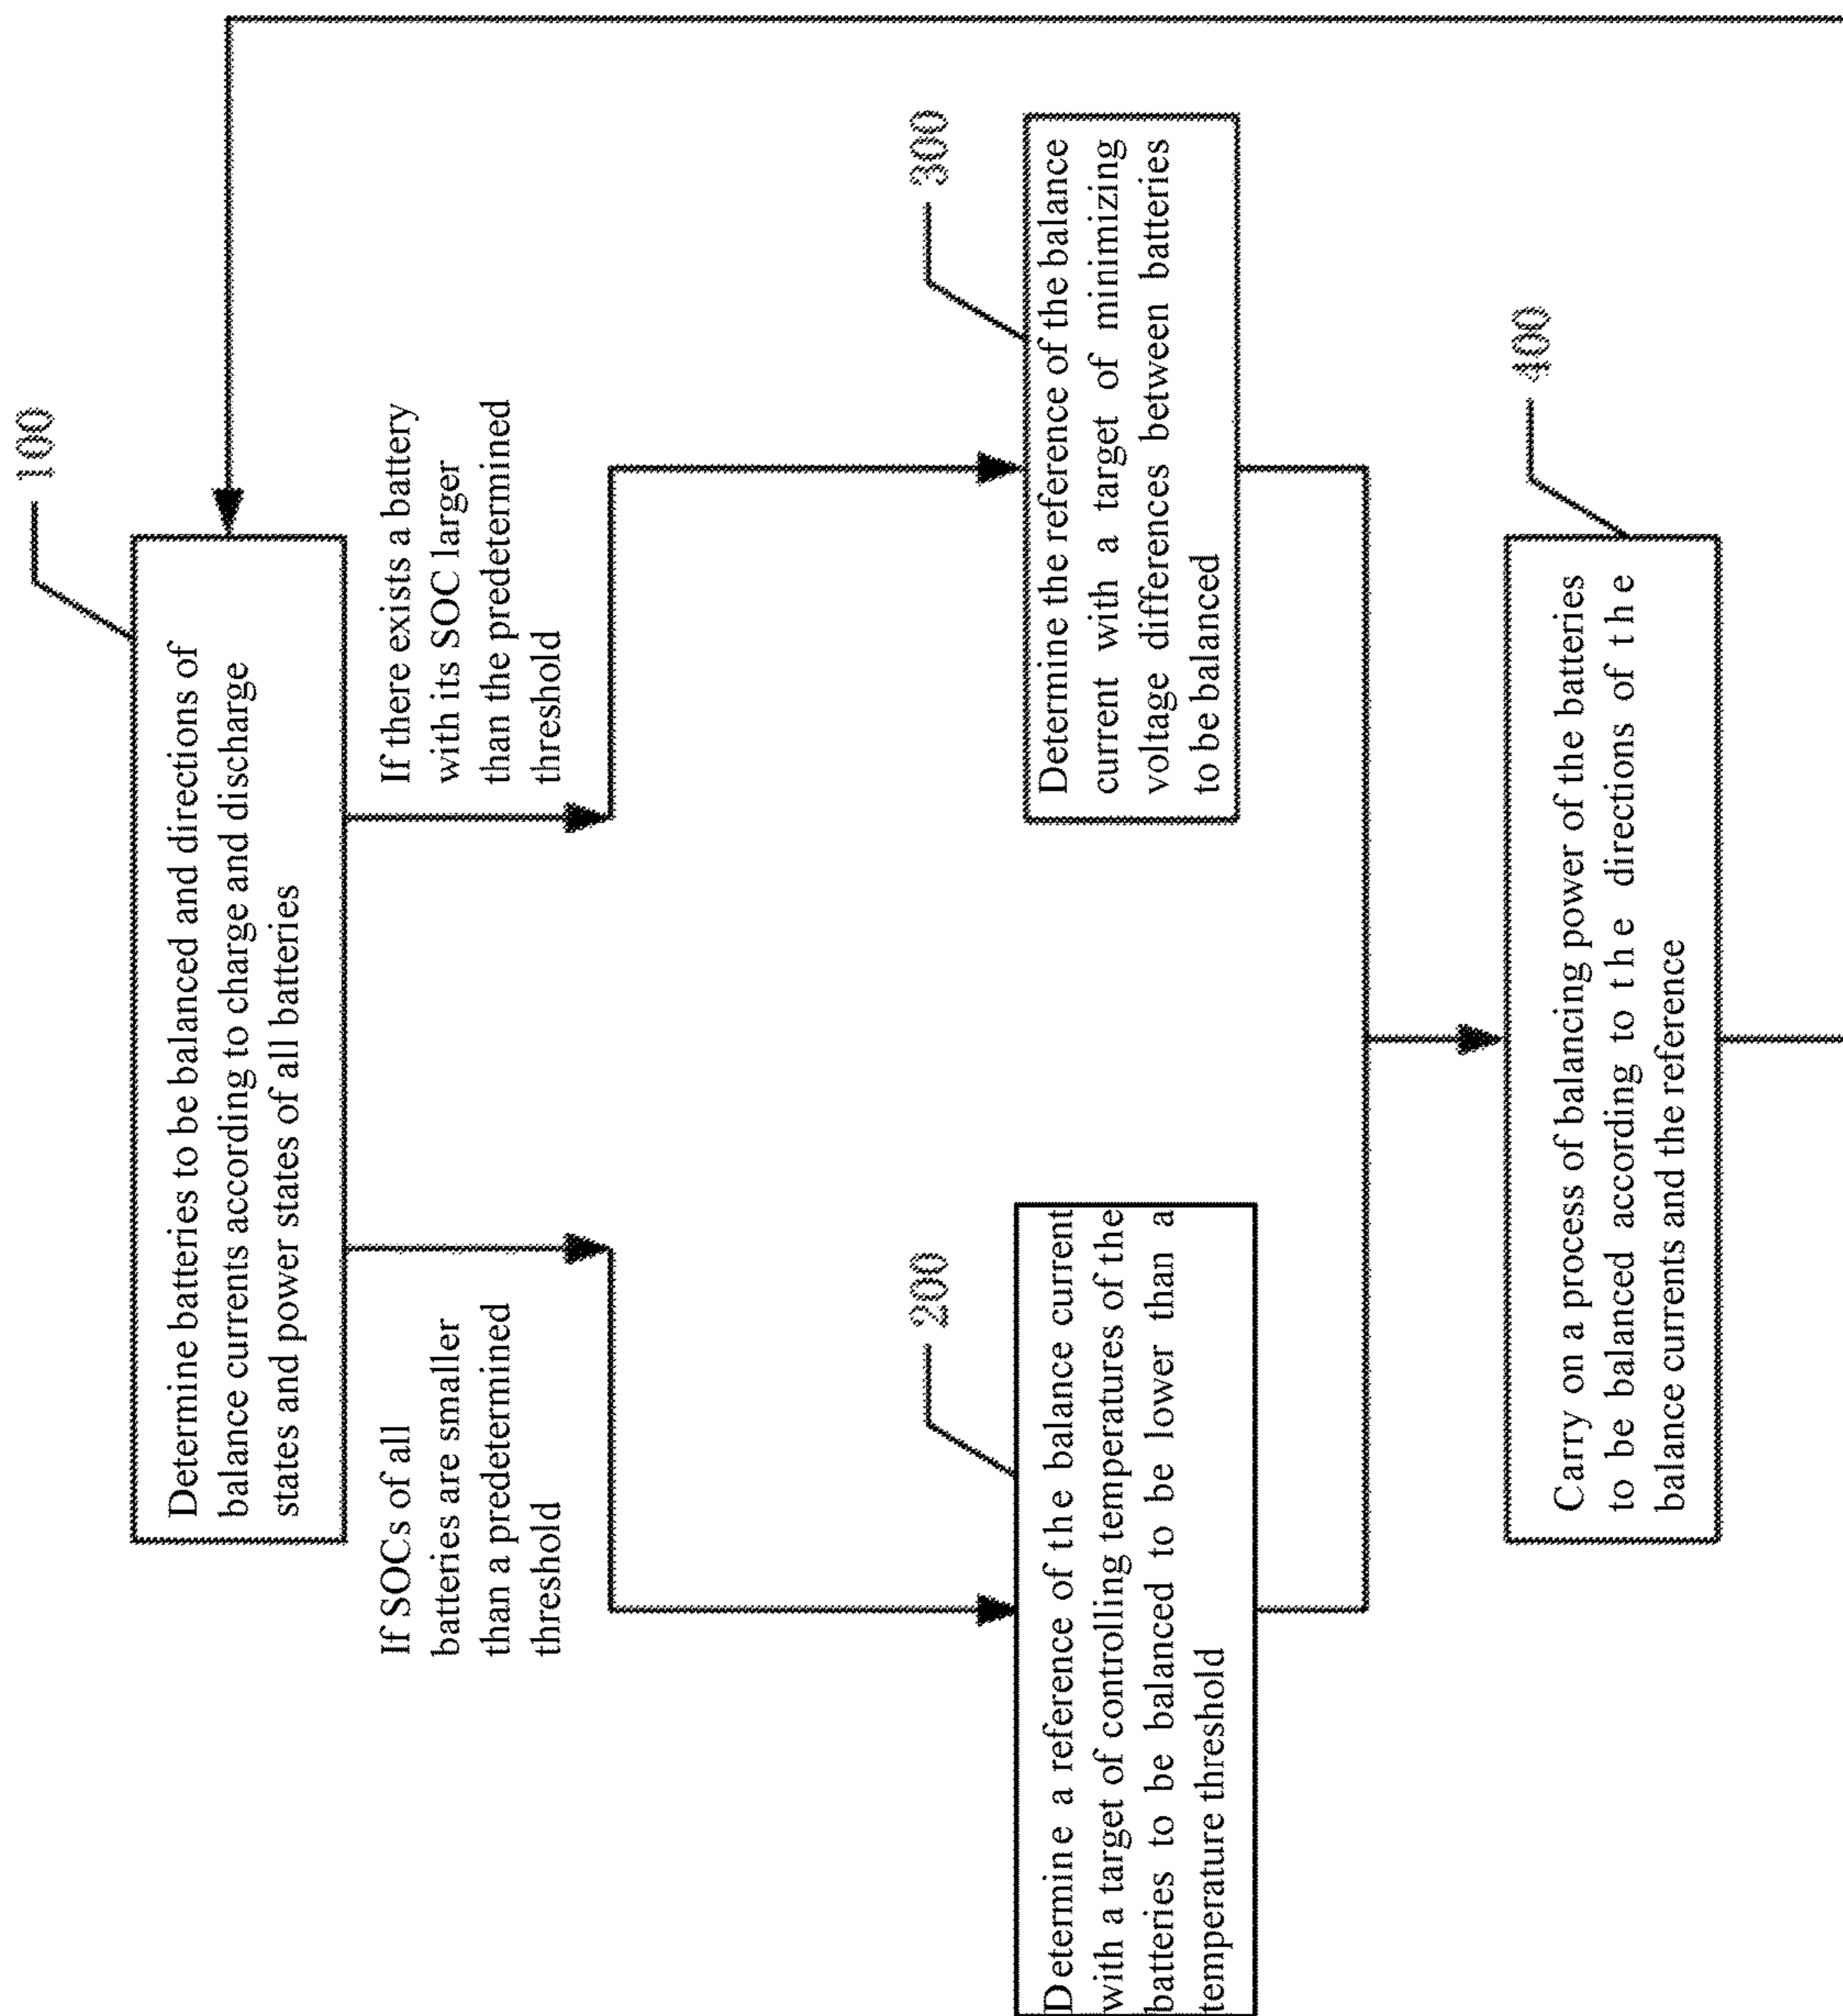 100
Determine batteries to be balanced and directions of
balance currents according to charge and discharge
states and power states of all batteries
If SOCs of all
batteries are smaller
than a predetermined
threshold
If there exists a battery
with its SOC larger
than the predetermined
threshold
200
Determine a reference of the balance current
with a target of controlling temperatures of the
batteries to be balanced to be lower than a
temperature threshold
300
Determine the reference of the balance
current with a target of minimizing
voltage differences between batteries
to be balanced
400
Carry on a process of balancing power of the batteries
to be balanced according to the directions of the
balance currents and the reference